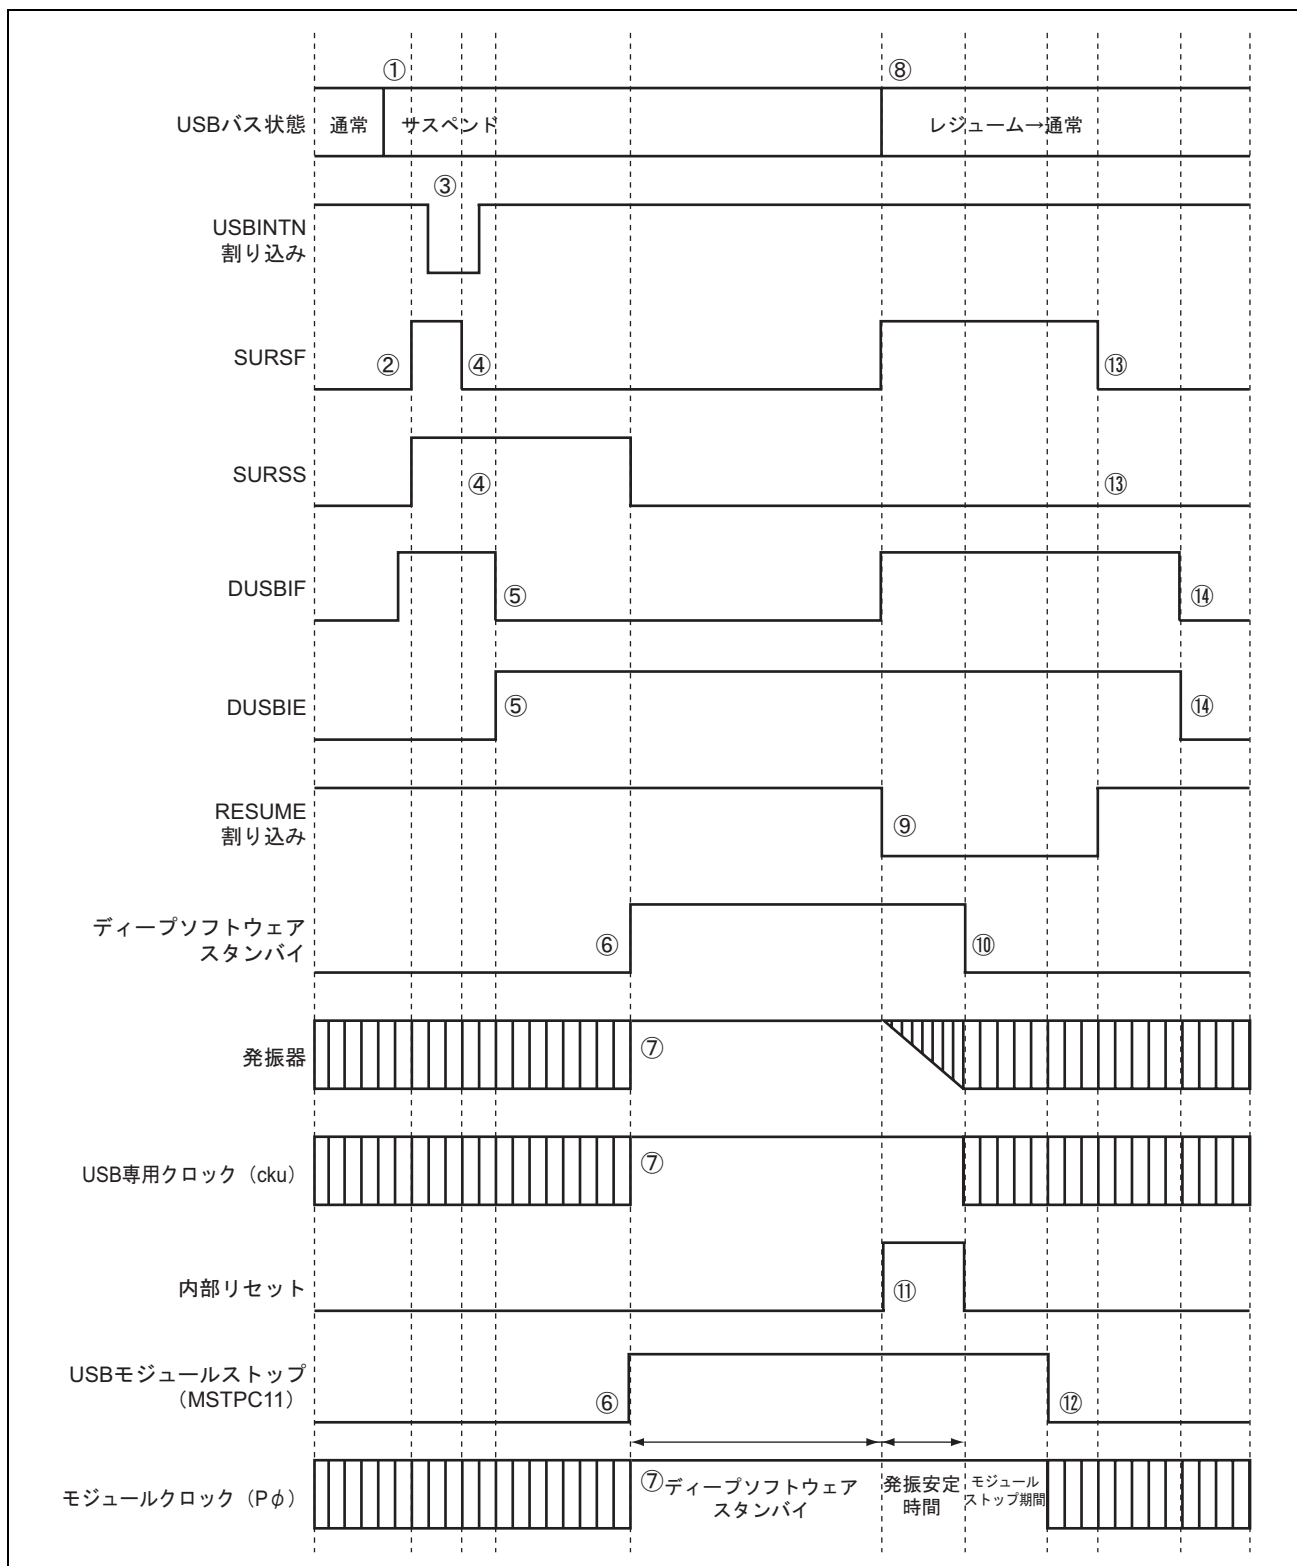 ① ⑧
USBバス状態 通常 サスペンド レジューム→通常
③
USBINTN
割り込み
SURSF ② ④ ⑬
SURSS ④ ⑬
DUSBIF ⑤ ⑭
DUSBIE ⑤ ⑭
RESUME
割り込み ⑨
ディープソフトウェア
スタンバイ ⑥ ⑩
発振器 ⑦
USB専用クロック（cku） ⑦
内部リセット ⑪
USBモジュールストップ
（MSTPC11） ⑥ ⑫
モジュールクロック（Pφ） ⑦
ディープソフトウェア
スタンバイ
発振安定
時間
モジュール
ストップ期間